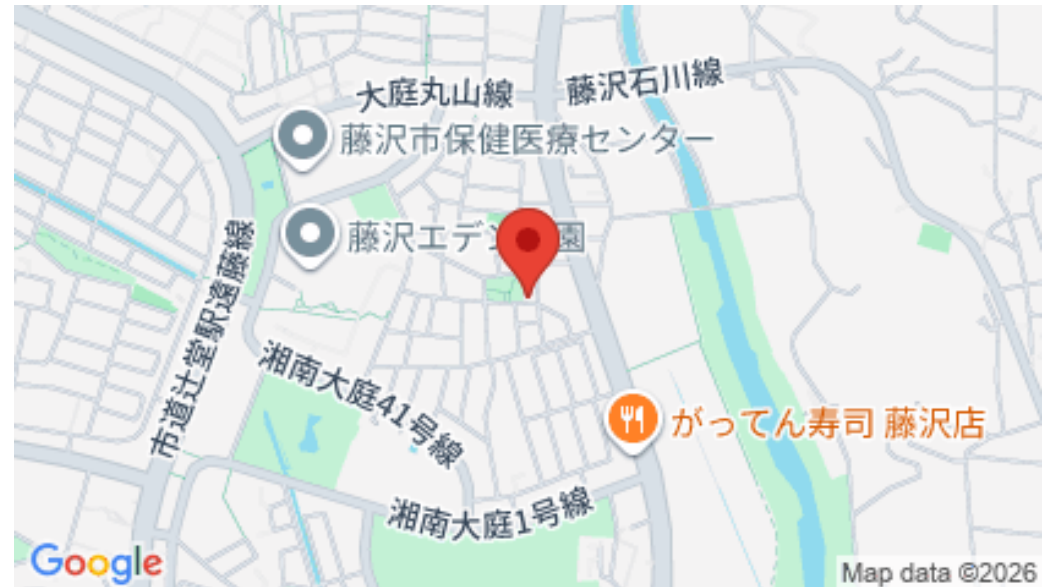 大庭丸山線
藤沢石川線
藤沢市保健医療センター
藤沢エデン 園
市道辻堂駅遠藤線
湘南大庭41号線
がってん寿司 藤沢店
湘南大庭1号線
Google
Map data ©2026